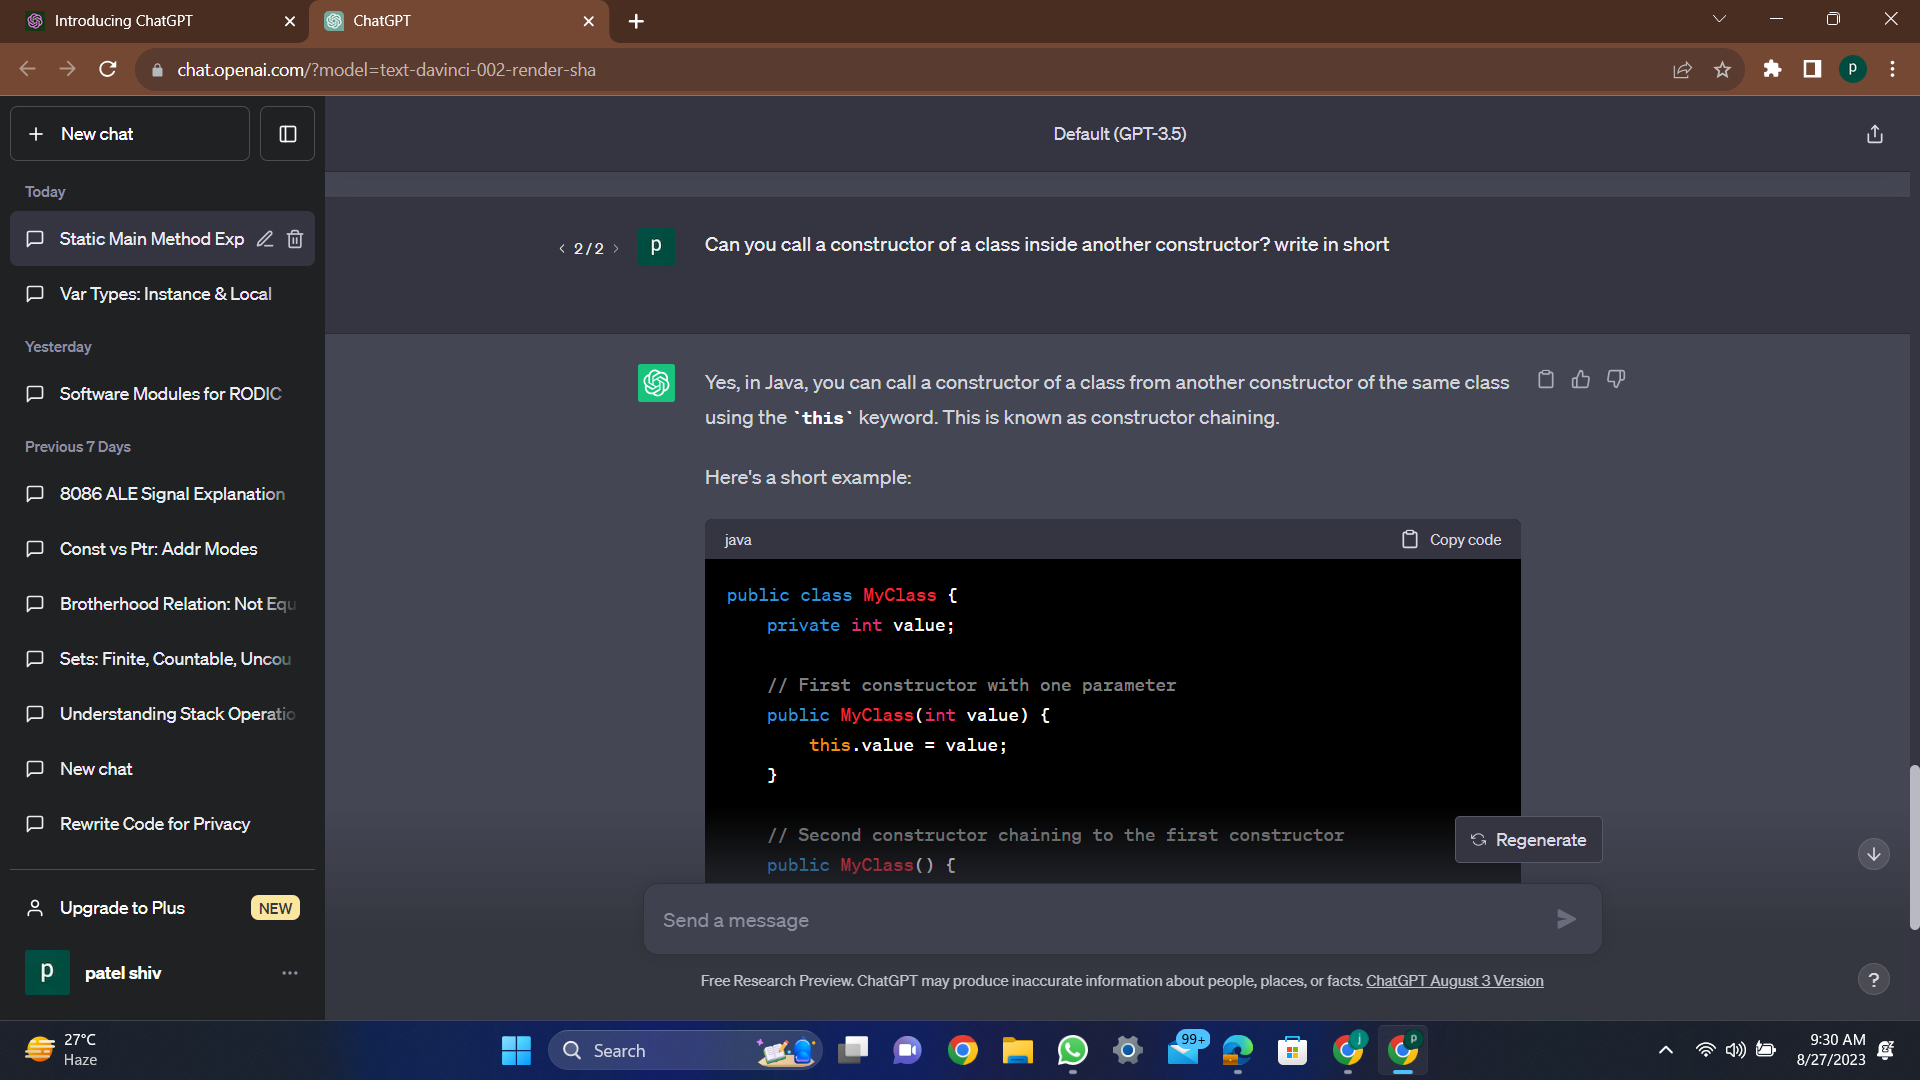 Introducing ChatGPT
ChatGPT
chat.openai.com/?model=text-davinci-002-render-sha
p
New chat
Default (GPT-3.5)
Today
Static Main Method Exp
Var Types: Instance & Local
Yesterday
Software Modules for RODIC
Previous 7 Days
8086 ALE Signal Explanation
Const vs Ptr: Addr Modes
Brotherhood Relation: Not Equ
Sets: Finite, Countable, Uncou
Understanding Stack Operatio
New chat
Rewrite Code for Privacy
Upgrade to Plus
NEW
p
patel shiv
2 / 2
p
Can you call a constructor of a class inside another constructor? write in short
Yes, in Java, you can call a constructor of a class from another constructor of the same class
using the `this` keyword. This is known as constructor chaining.
Here's a short example:
java
Copy code
public class MyClass {
private int value;
// First constructor with one parameter
public MyClass(int value) {
this.value = value;
}
// Second constructor chaining to the first constructor
public MyClass() {
Regenerate
Send a message
Free Research Preview. ChatGPT may produce inaccurate information about people, places, or facts. ChatGPT August 3 Version
?
27°C
Haze
Search
99+
j
p
9:30 AM
8/27/2023